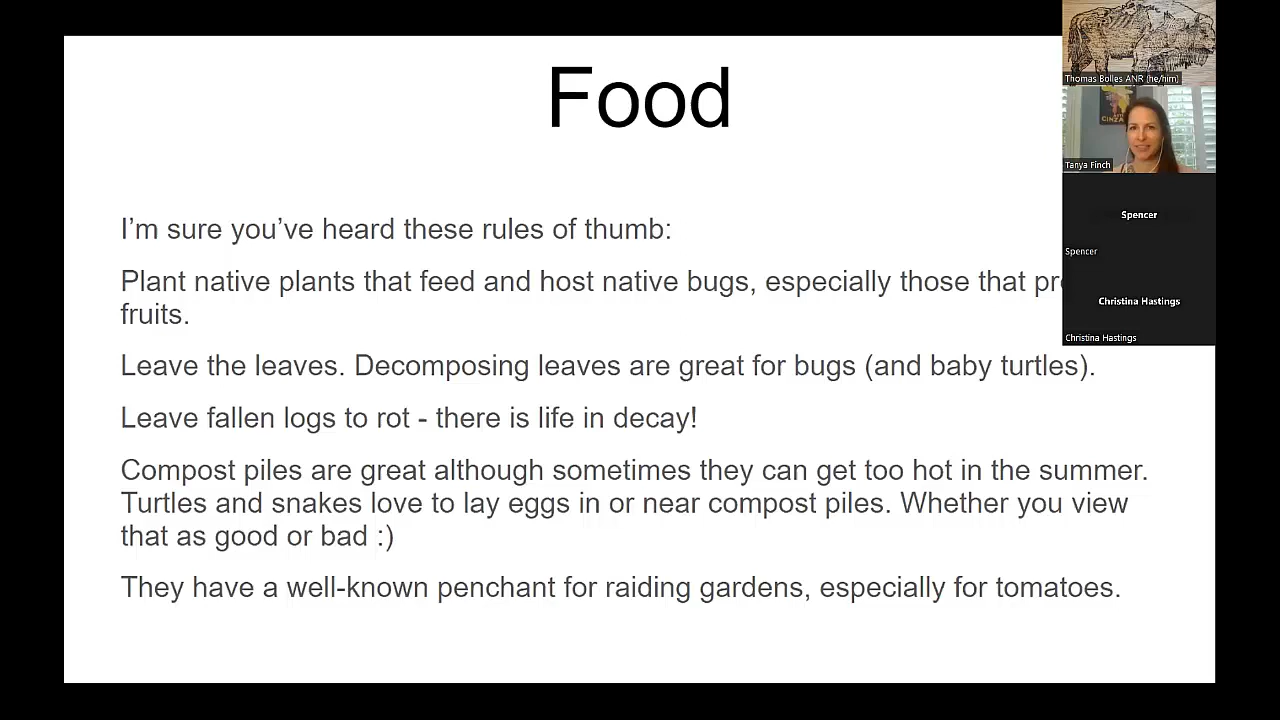 Food
I'm sure you've heard these rules of thumb:
Plant native plants that feed and host native bugs, especially those that
fruits.
Leave the leaves. Decomposing leaves are great for bugs (and baby turtles).
Leave fallen logs to rot - there is life in decay!
Compost piles are great although sometimes they can get too hot in the summer.
Turtles and snakes love to lay eggs in or near compost piles. Whether you view
that as good or bad :)
They have a well-known penchant for raiding gardens, especially for tomatoes.
Thomas Bolles ANR (he/him)
CINZA
Tanya Finch
Spencer
Spencer
Christina Hastings
Christina Hastings